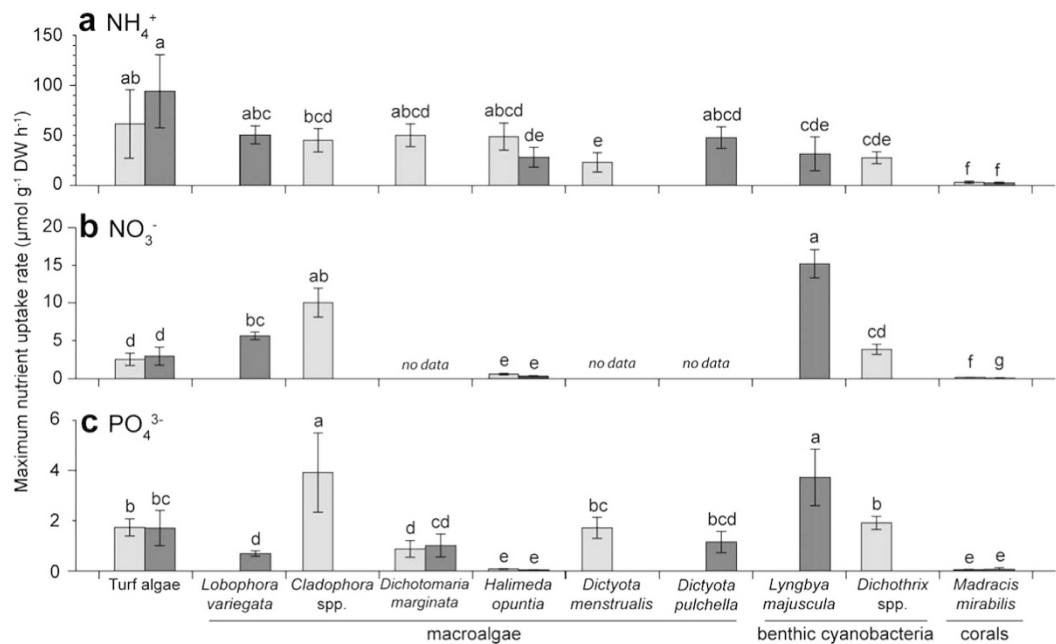 a NH₄⁺
150
100
50
0
ab a abc bcd abcd abcd de e abcd cde cde f f
Maximum nutrient uptake rate (µmol g⁻¹ DW h⁻¹)
b NO₃⁻
20
15
10
5
0
d d bc ab no data e e no data no data a cd f g
c PO₄³⁻
6
4
2
0
b bc d a d cd e e bc bcd a b e e
Turf algae Lobophora Cladophora Dichotomaria Halimeda Dictyota Dictyota Lyngbya Dichothrix Madracis
variegata spp. marginata opuntia menstrualis pulchella majuscula spp. mirabilis
macroalgae benthic cyanobacteria corals